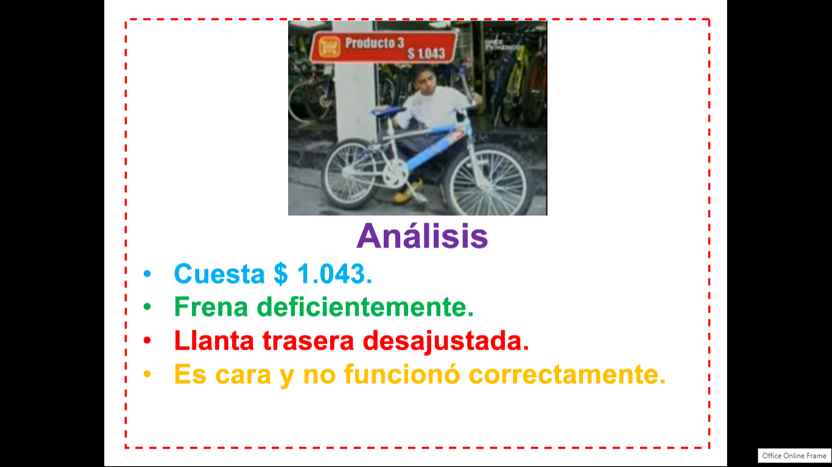 Producto 3
$ 1.043
Análisis
• Cuesta $ 1.043.
• Frena deficientemente.
• Llanta trasera desajustada.
• Es cara y no funcionó correctamente.
Office Online Frame